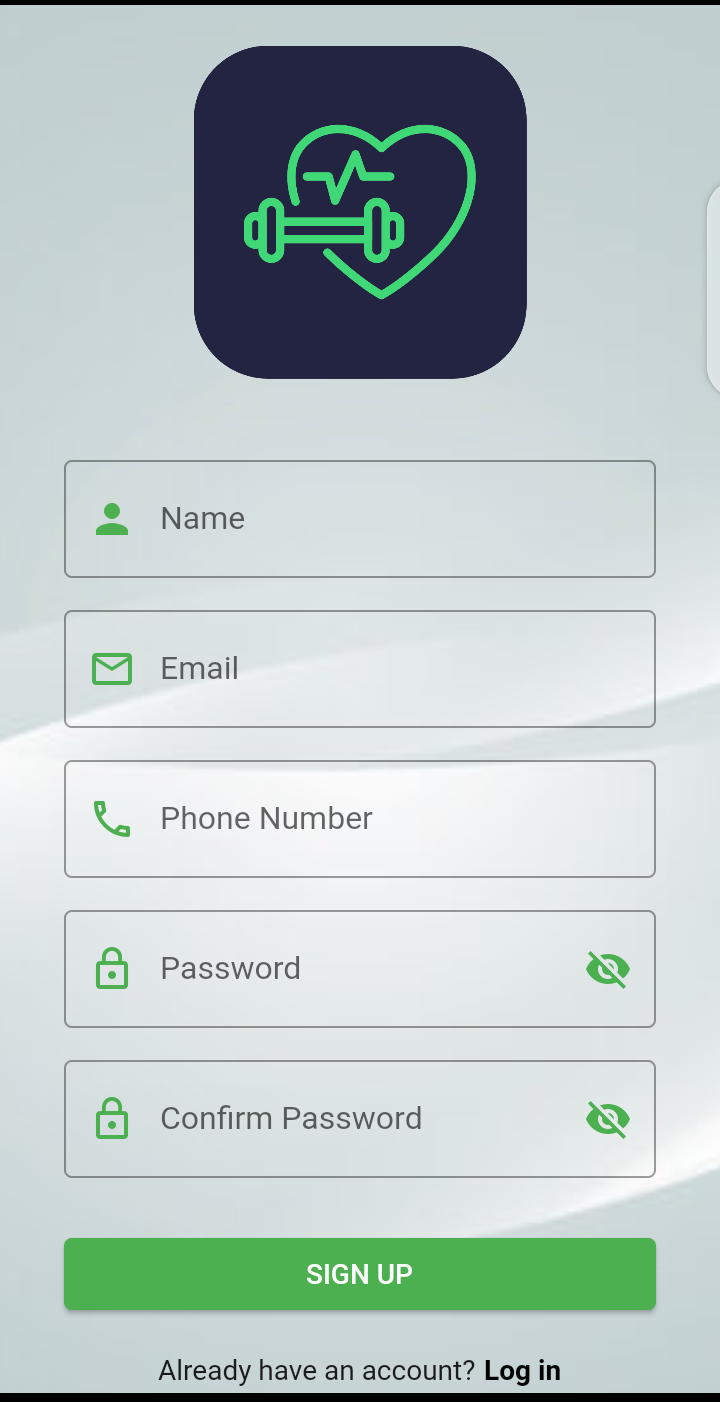 Name
Email
Phone Number
Password
Confirm Password
SIGN UP
Already have an account? Log in